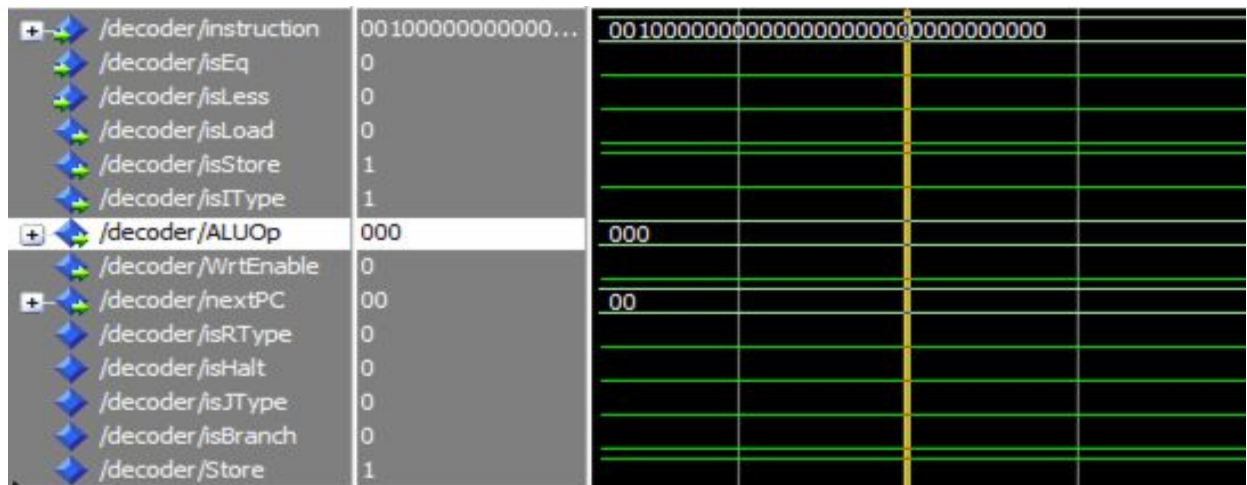 /decoder/instruction 00100000000000... 00100000000000000000000000000000
/decoder/isEq 0
/decoder/isLess 0
/decoder/isLoad 0
/decoder/isStore 1
/decoder/isIType 1
/decoder/ALUOp 000 000
/decoder/WrtEnable 0
/decoder/nextPC 00 00
/decoder/isRType 0
/decoder/isHalt 0
/decoder/isJType 0
/decoder/isBranch 0
/decoder/Store 1